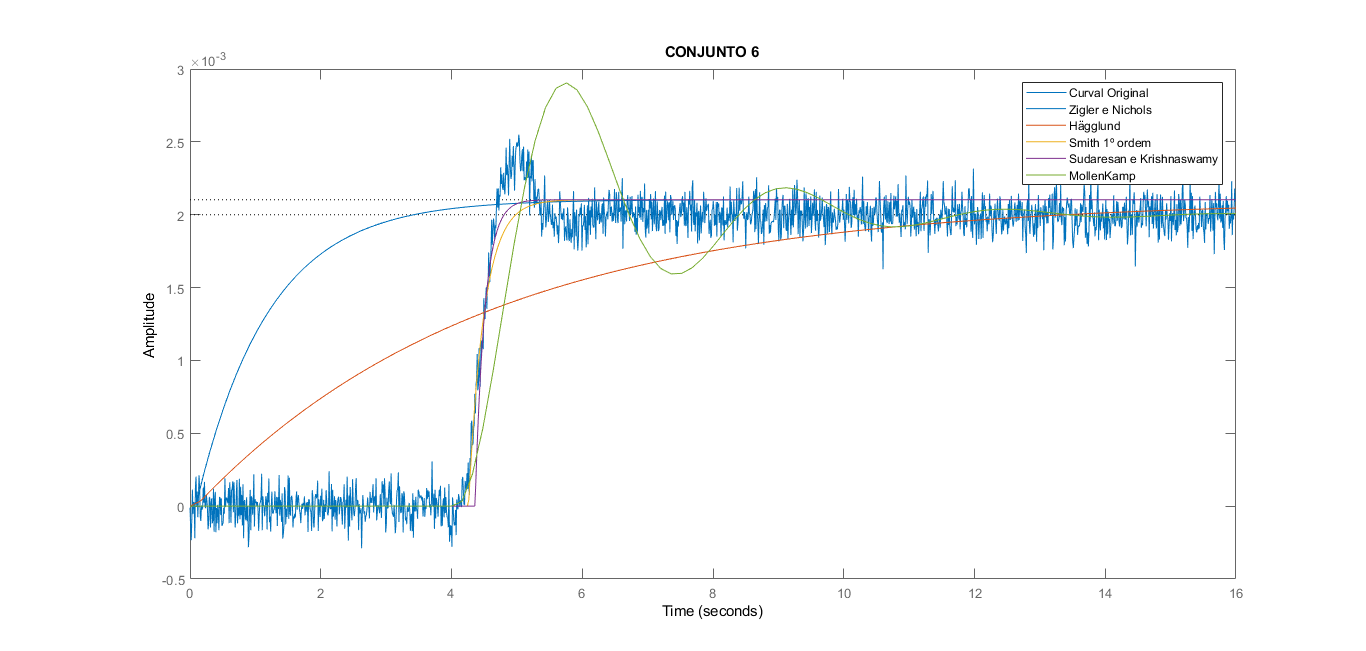 CONJUNTO 6
×10⁻³
3
2.5
2
1.5
1
0.5
0
-0.5
Amplitude
0 2 4 6 8 10 12 14 16
Time (seconds)
Curval Original
Zigler e Nichols
Hägglund
Smith 1º ordem
Sudaresan e Krishnaswamy
MollenKamp